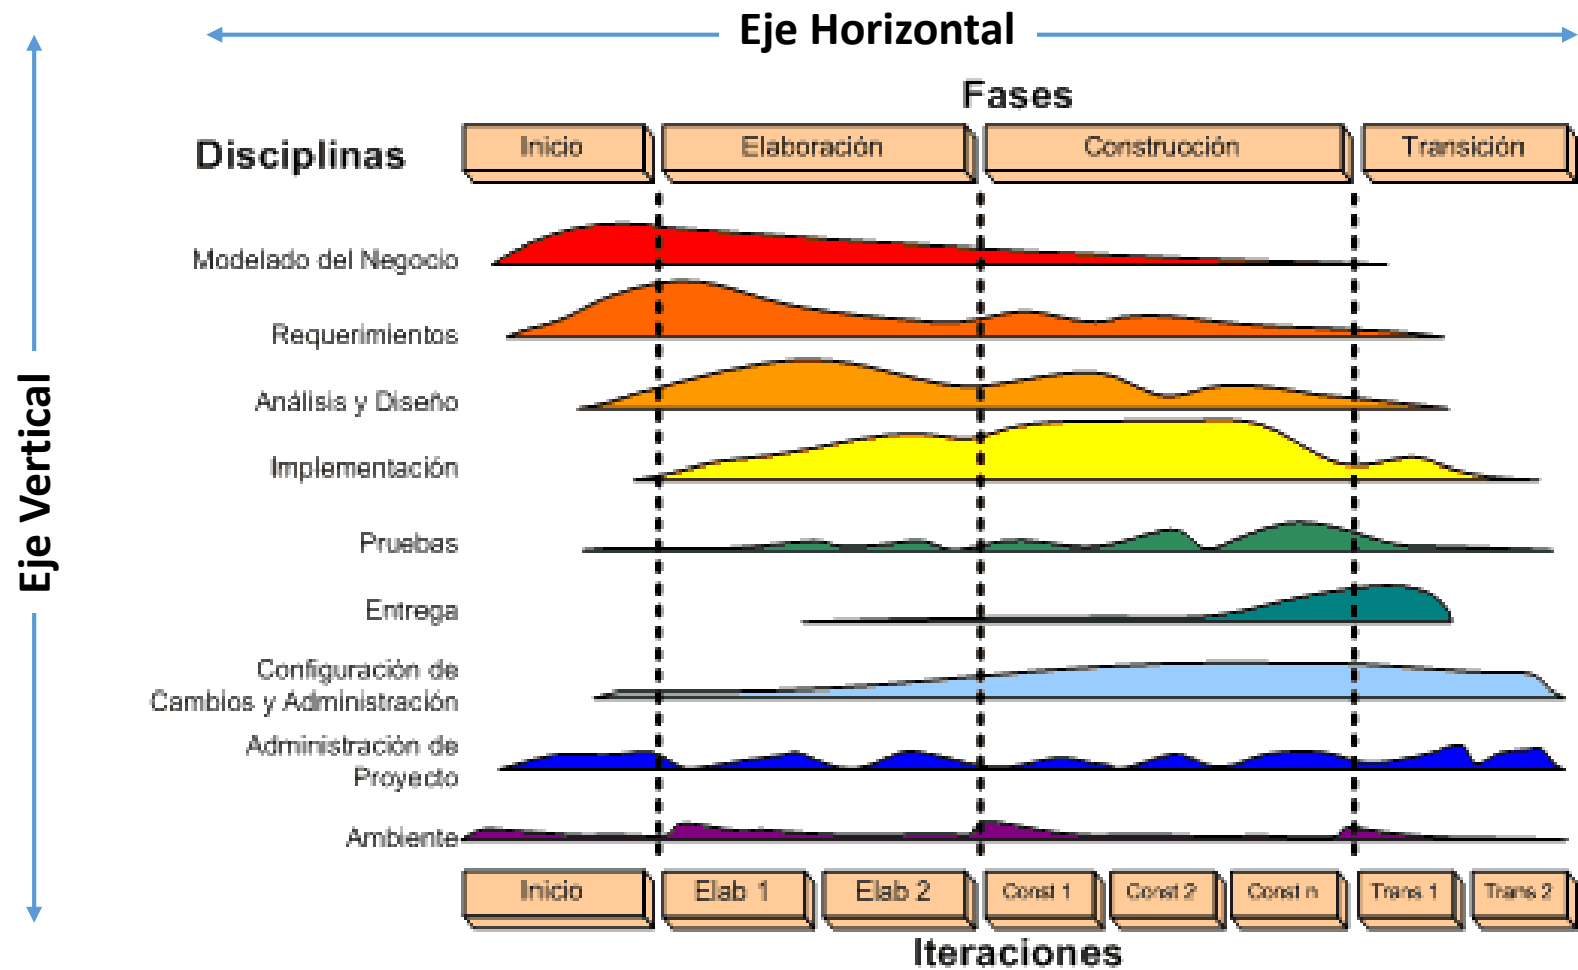 Eje Horizontal
Eje Vertical
Fases
Disciplinas
Inicio
Elaboración
Construcción
Transición
Modelado del Negocio
Requerimientos
Análisis y Diseño
Implementación
Pruebas
Entrega
Configuración de
Cambios y Administración
Administración de
Proyecto
Ambiente
Inicio
Elab 1
Elab 2
Const 1
Const 2
Const n
Trans 1
Trans 2
Iteraciones